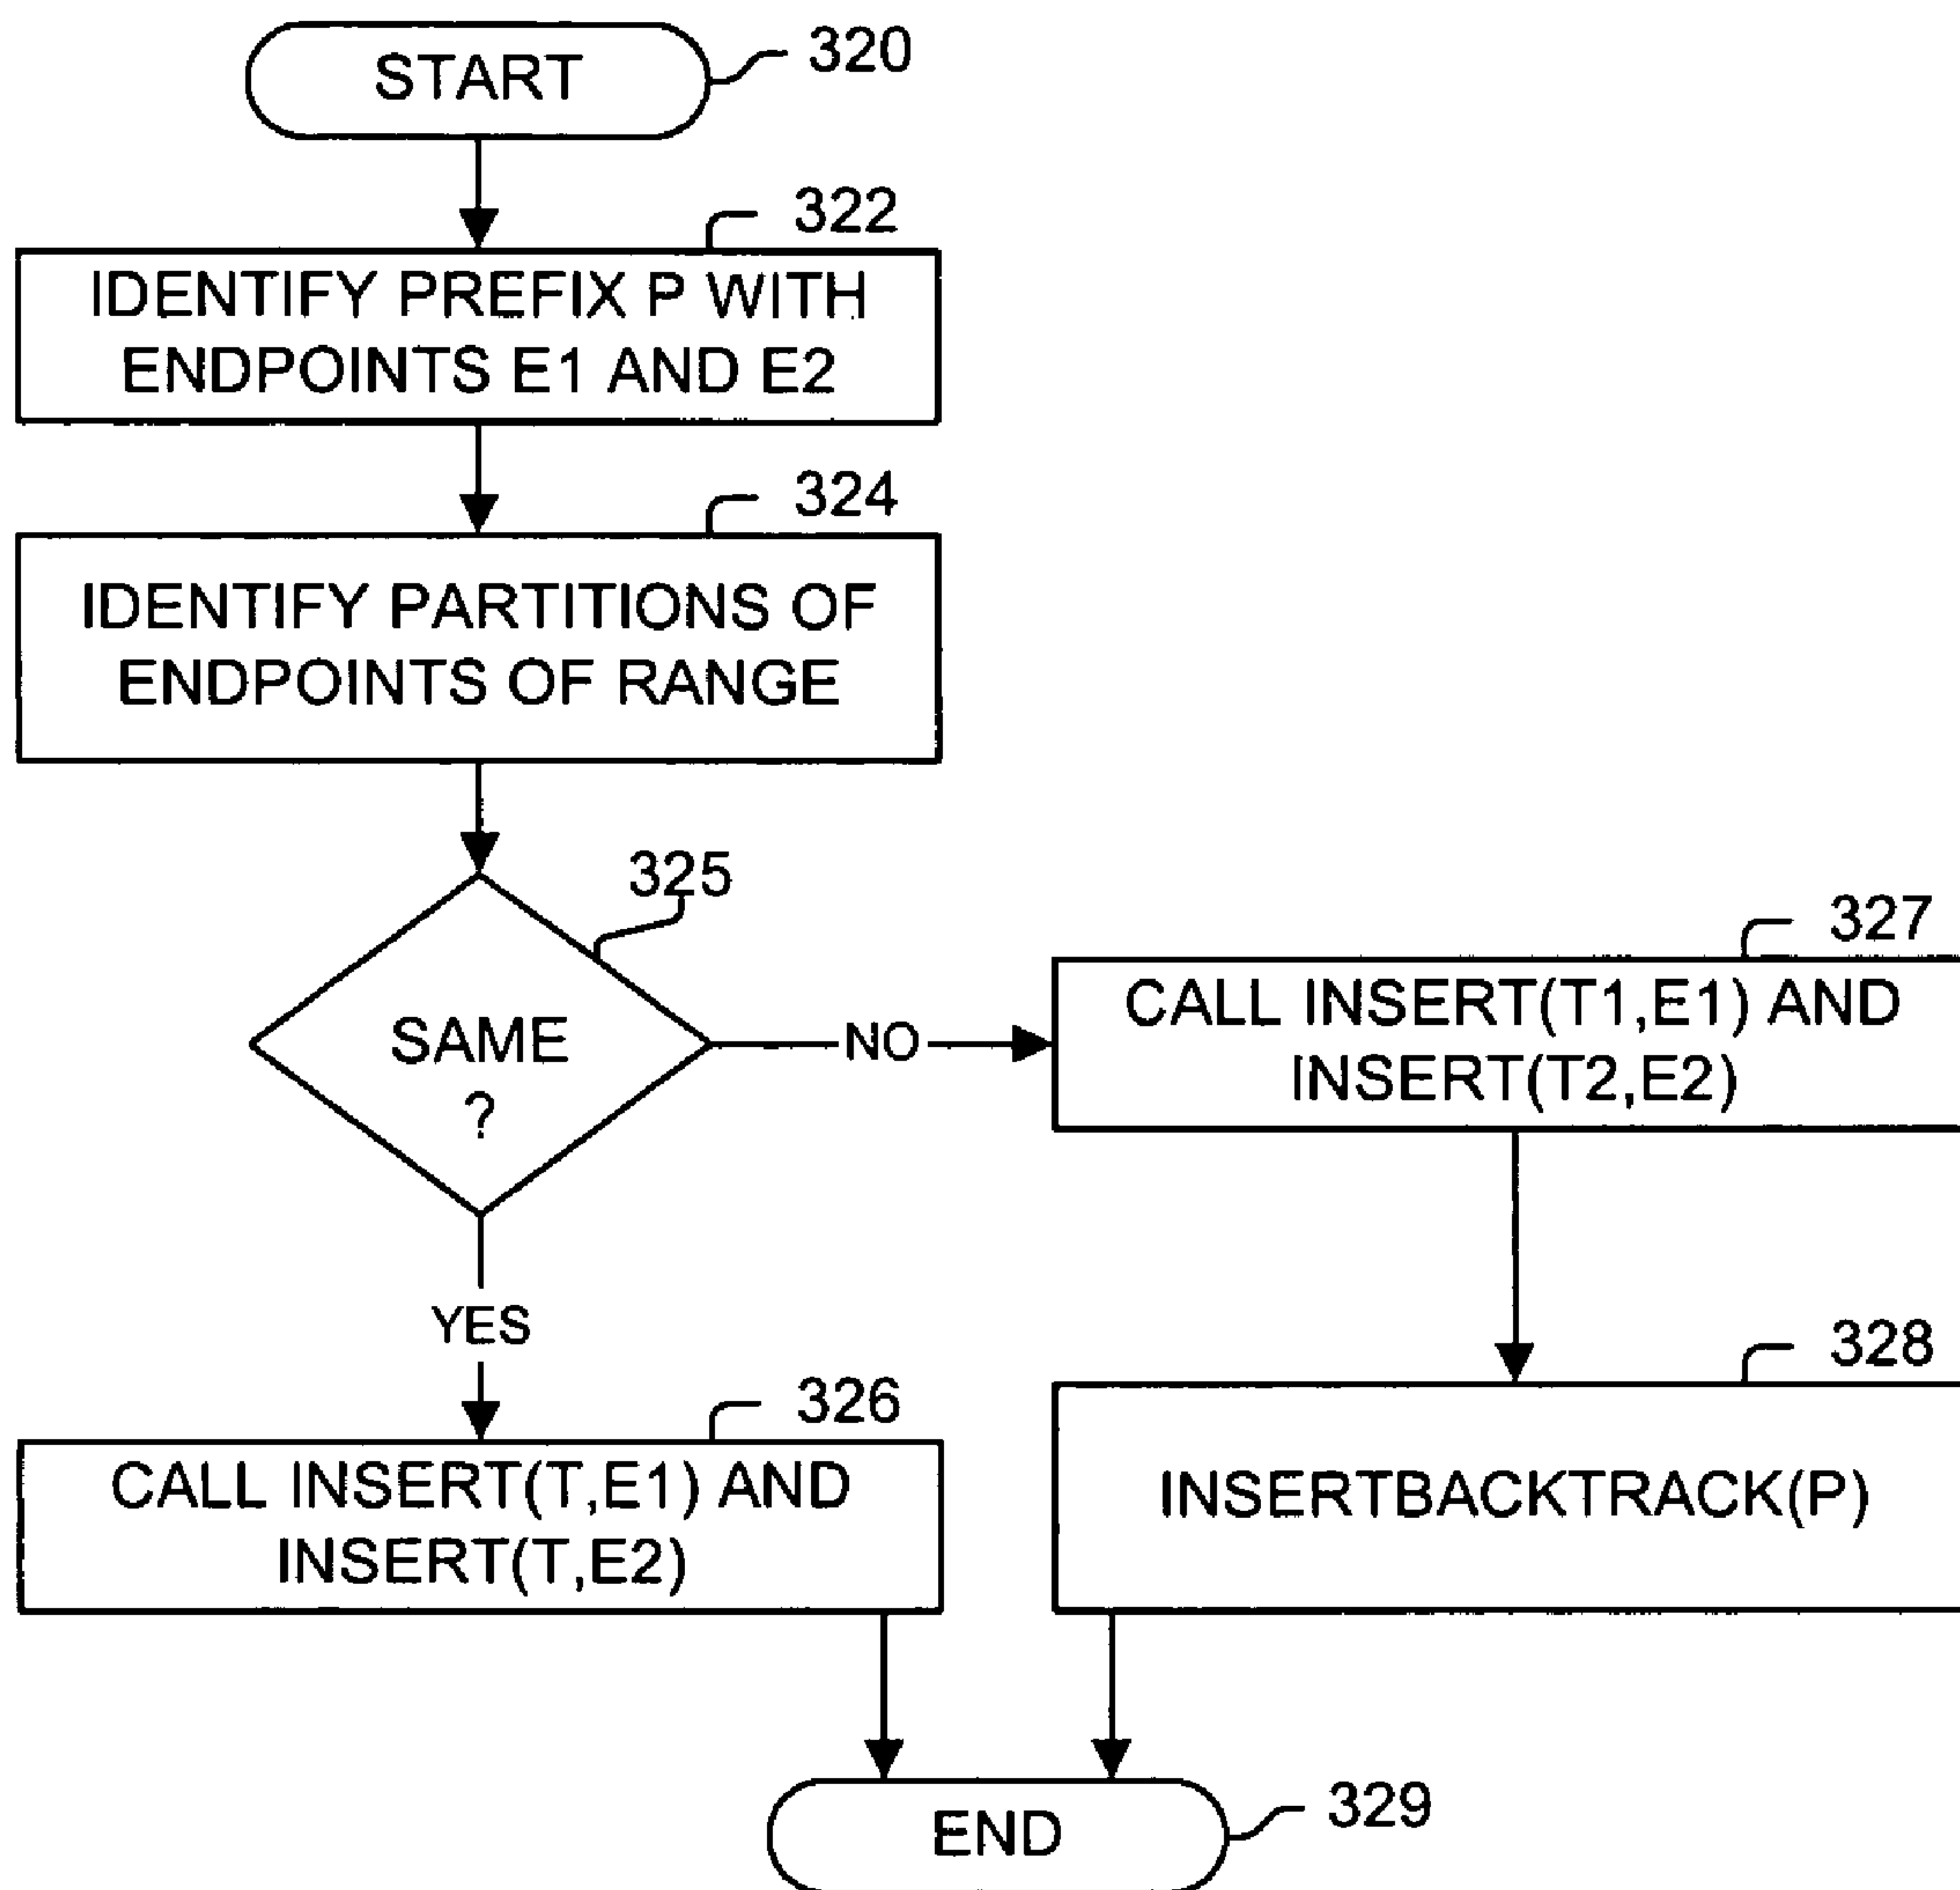 START
320
322
IDENTIFY PREFIX P WITH
ENDPOINTS E1 AND E2
324
IDENTIFY PARTITIONS OF
ENDPOINTS OF RANGE
325
SAME
?
NO
327
CALL INSERT(T1,E1) AND
INSERT(T2,E2)
YES
326
CALL INSERT(T,E1) AND
INSERT(T,E2)
328
INSERTBACKTRACK(P)
END
329